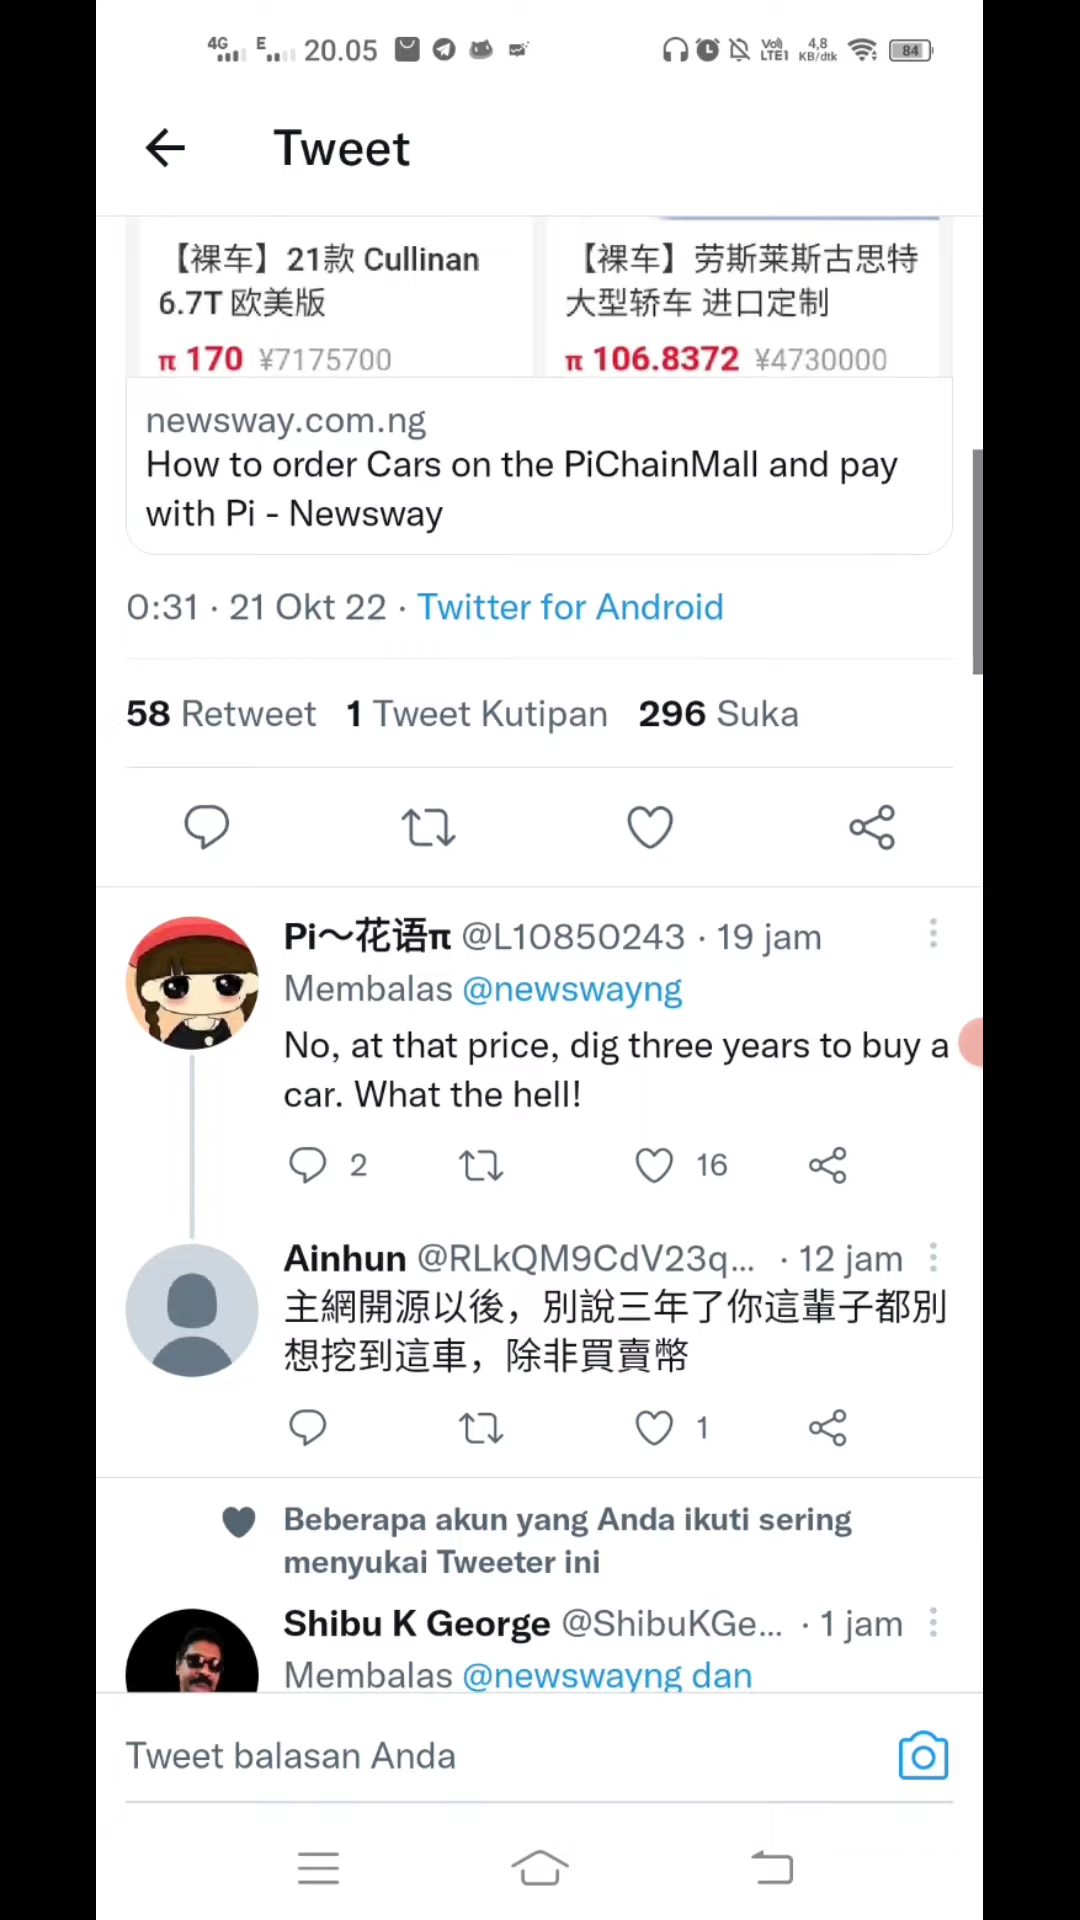 4G E 20.05 Vo) LTE1 4,8 KB/dtk 84
Tweet
【裸车】21款 Cullinan
6.7T 欧美版
π 170 ¥7175700
【裸车】劳斯莱斯古思特
大型轿车 进口定制
π 106.8372 ¥4730000
newsway.com.ng
How to order Cars on the PiChainMall and pay
with Pi - Newsway
0:31 · 21 Okt 22 · Twitter for Android
58 Retweet 1 Tweet Kutipan 296 Suka
Pi～花语π @L10850243 · 19 jam
Membalas @newswayng
No, at that price, dig three years to buy a
car. What the hell!
2 16
Ainhun @RLkQM9CdV23q... · 12 jam
主網開源以後，別說三年了你這輩子都別
想挖到這車，除非買賣幣
1
Beberapa akun yang Anda ikuti sering
menyukai Tweeter ini
Shibu K George @ShibuKGe... · 1 jam
Membalas @newswayng dan
Tweet balasan Anda